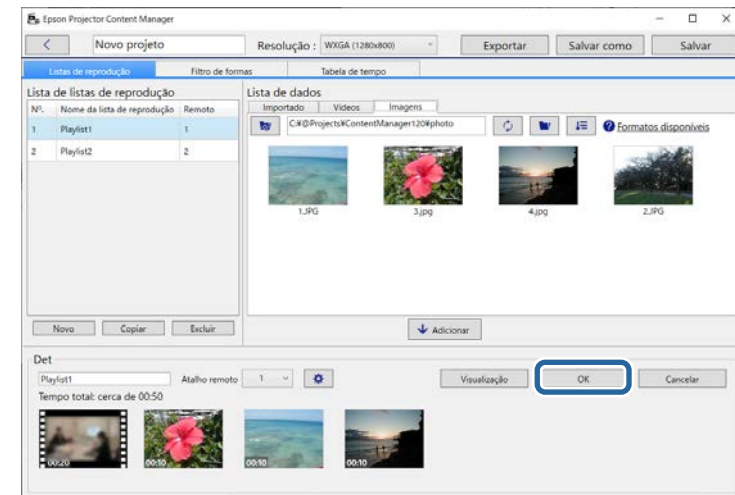 Epson Projector Content Manager
Novo projeto
Resolução : WXGA (1280x800)
Exportar
Salvar como
Salvar
Listas de reprodução
Filtro de formas
Tabela de tempo
Lista de listas de reprodução
Nº. Nome da lista de reprodução Remoto
1 Playlist1 1
2 Playlist2 2
Novo
Copiar
Excluir
Lista de dados
Importado
Vídeos
Imagens
C:¥@Projects¥ContentManager120¥photo
Formatos disponíveis
1.JPG
3.jpg
4.jpg
2.JPG
Adicionar
Det
Playlist1
Atalho remoto 1
Visualização
OK
Cancelar
Tempo total: cerca de 00:50
00:20
00:10
00:10
00:10